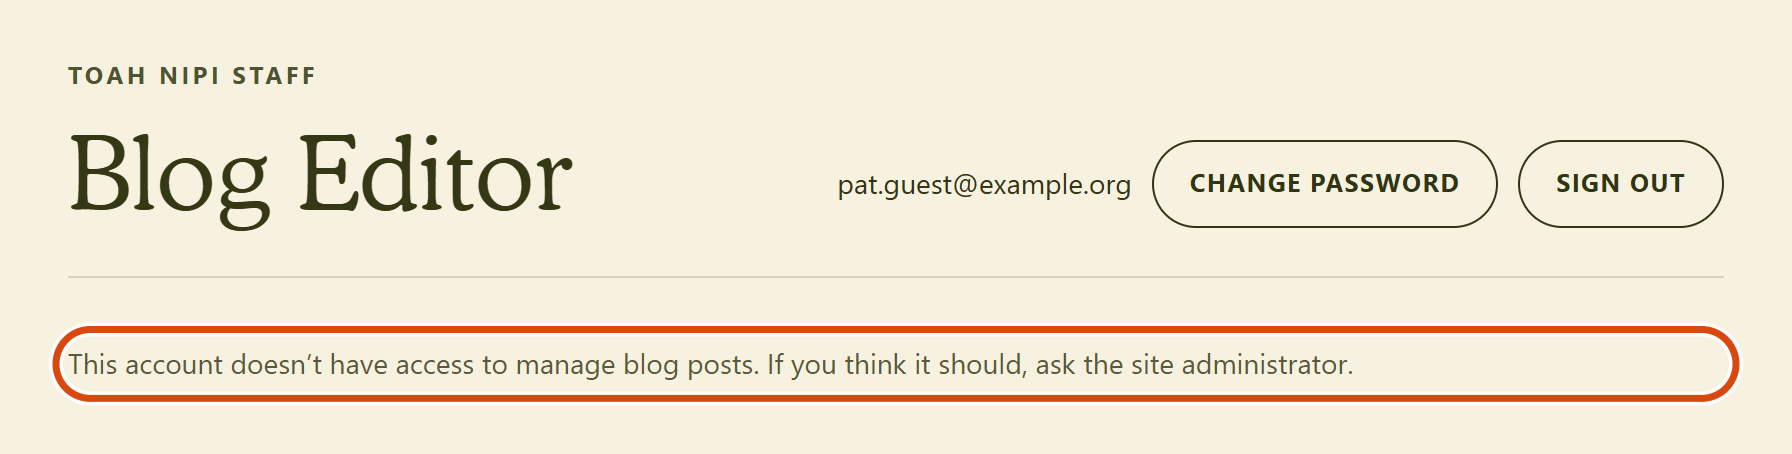 TOAH NIPI STAFF
Blog Editor
pat.guest@example.org
CHANGE PASSWORD
SIGN OUT
This account doesn’t have access to manage blog posts. If you think it should, ask the site administrator.